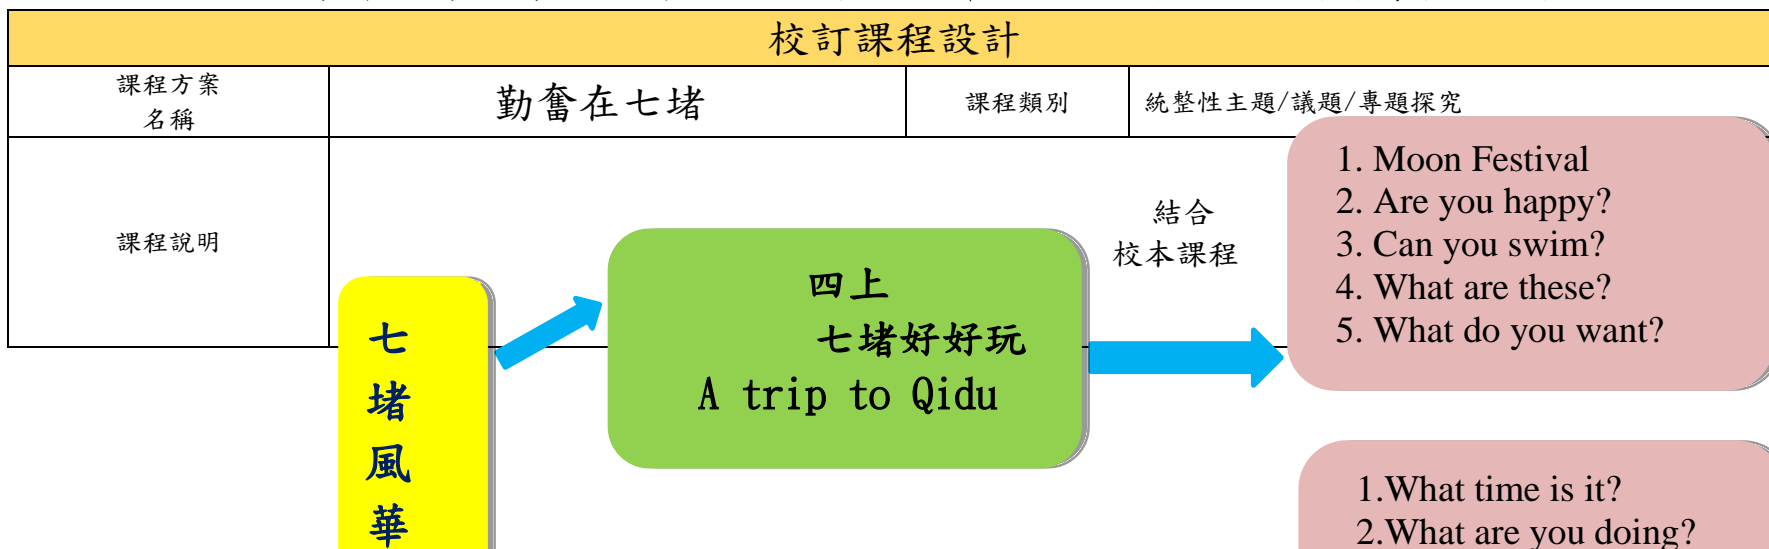 校訂課程設計
課程方案
名稱
勤奮在七堵
課程類別
統整性主題/議題/專題探究
課程說明
結合
校本課程
七
堵
風
華
四上
七堵好好玩
A trip to Qidu
1. Moon Festival
2. Are you happy?
3. Can you swim?
4. What are these?
5. What do you want?
1.What time is it?
2.What are you doing?